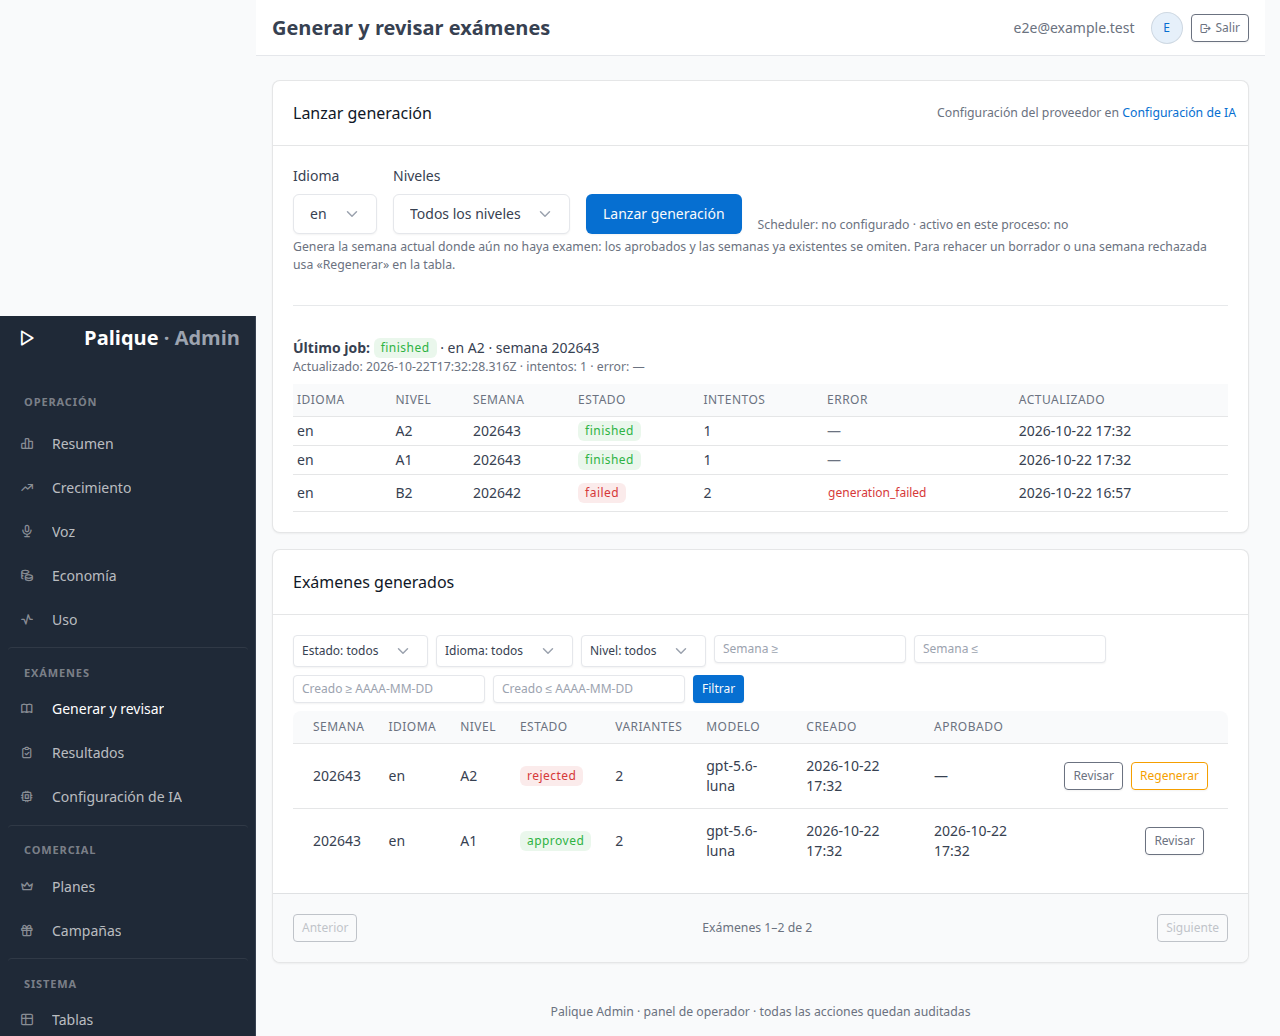 Generar y revisar exámenes
e2e@example.test
E
Salir
Palique · Admin
OPERACIÓN
Resumen
Crecimiento
Voz
Economía
Uso
EXÁMENES
Generar y revisar
Resultados
Configuración de IA
COMERCIAL
Planes
Campañas
SISTEMA
Tablas
Lanzar generación
Configuración del proveedor en Configuración de IA
Idioma Niveles
en Todos los niveles Lanzar generación Scheduler: no configurado · activo en este proceso: no
Genera la semana actual donde aún no haya examen: los aprobados y las semanas ya existentes se omiten. Para rehacer un borrador o una semana rechazada
usa «Regenerar» en la tabla.
Último job: finished · en A2 · semana 202643
Actualizado: 2026-10-22T17:32:28.316Z · intentos: 1 · error: —
IDIOMA NIVEL SEMANA ESTADO INTENTOS ERROR ACTUALIZADO
en A2 202643 finished 1 — 2026-10-22 17:32
en A1 202643 finished 1 — 2026-10-22 17:32
en B2 202642 failed 2 generation_failed 2026-10-22 16:57
Exámenes generados
Estado: todos Idioma: todos Nivel: todos Semana ≥ Semana ≤
Creado ≥ AAAA-MM-DD Creado ≤ AAAA-MM-DD Filtrar
SEMANA IDIOMA NIVEL ESTADO VARIANTES MODELO CREADO APROBADO
202643 en A2 rejected 2 gpt-5.6-luna 2026-10-22 17:32 — Revisar Regenerar
202643 en A1 approved 2 gpt-5.6-luna 2026-10-22 17:32 2026-10-22 17:32 Revisar
Anterior Exámenes 1–2 de 2 Siguiente
Palique Admin · panel de operador · todas las acciones quedan auditadas